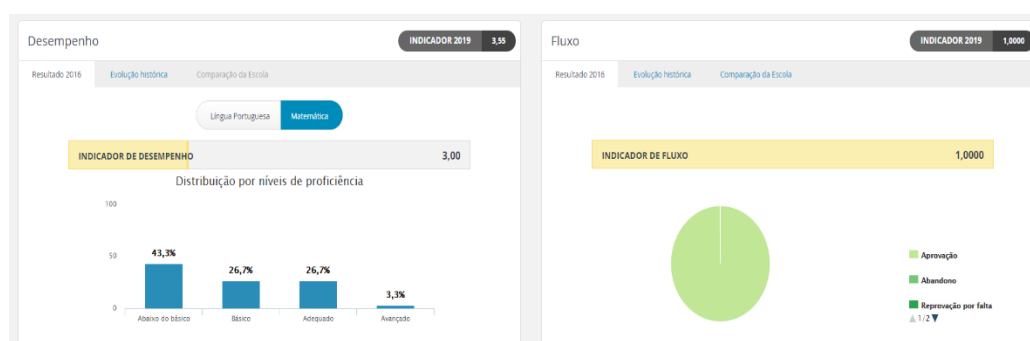 Desempenho
INDICADOR 2019 3,55
Resultado 2016 Evolução histórica Comparação da Escola
Língua Portuguesa Matemática
INDICADOR DE DESEMPENHO 3,00
Distribuição por níveis de proficiência
100
50
0
43,3%
26,7%
26,7%
3,3%
Abaixo do básico Básico Adequado Avançado
Fluxo
INDICADOR 2019 1,0000
Resultado 2016 Evolução histórica Comparação da Escola
INDICADOR DE FLUXO 1,0000
Aprovação
Abandono
Reprovação por falta
1/2